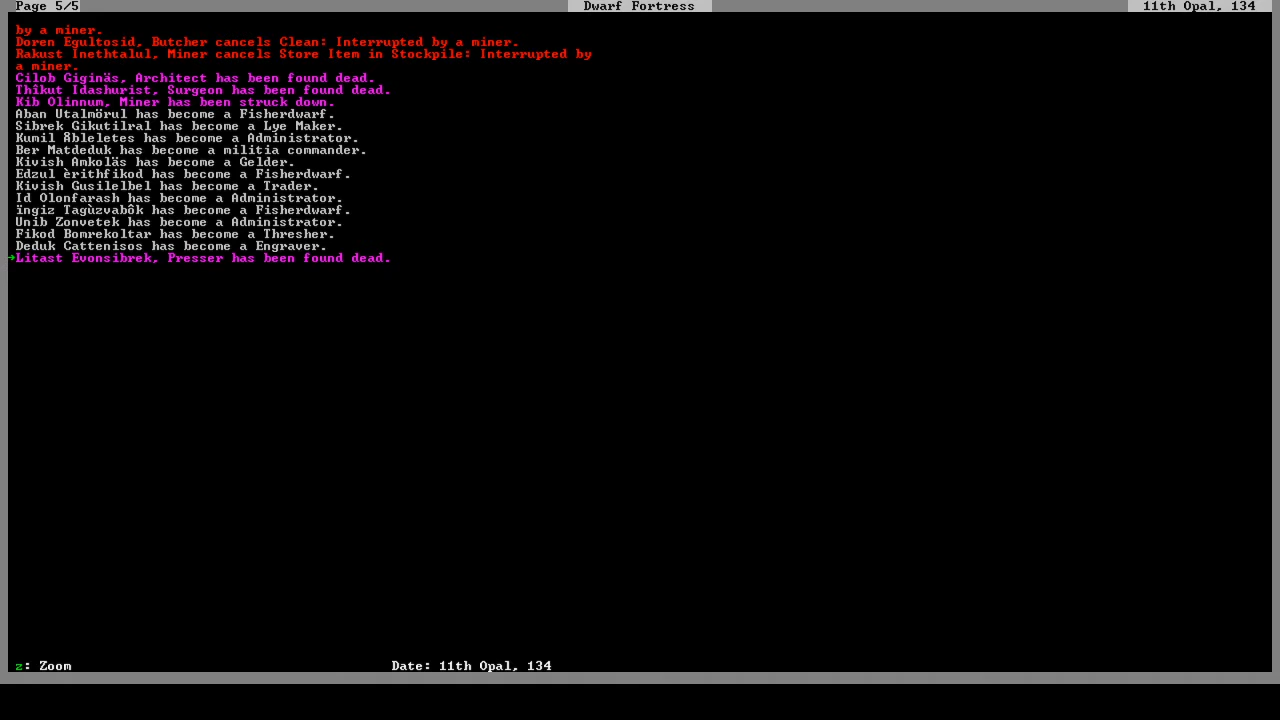 Page 5/5 Dwarf Fortress 11th Opal, 134
by a miner.
Doren Egultosid, Butcher cancels Clean: Interrupted by a miner.
Rakust Inethtalul, Miner cancels Store Item in Stockpile: Interrupted by
a miner.
Cilob Giginäs, Architect has been found dead.
Thîkut Idashurist, Surgeon has been found dead.
Kib Olinnum, Miner has been struck down.
Aban Utalmörul has become a Fisherdwarf.
Sibrek Gikutilral has become a Lye Maker.
Kumil Åbleletes has become a Administrator.
Ber Matdeduk has become a militia commander.
Kivish Amkoläs has become a Gelder.
Edzul èrithfikod has become a Fisherdwarf.
Kivish Gusilelbel has become a Trader.
Id Olonfarash has become a Administrator.
ïngiz Tagùzvabôk has become a Fisherdwarf.
Unib Zonvetek has become a Administrator.
Fikod Bomrekoltar has become a Thresher.
Deduk Cattenisos has become a Engraver.
→Litast Evonsibrek, Presser has been found dead.
z: Zoom Date: 11th Opal, 134